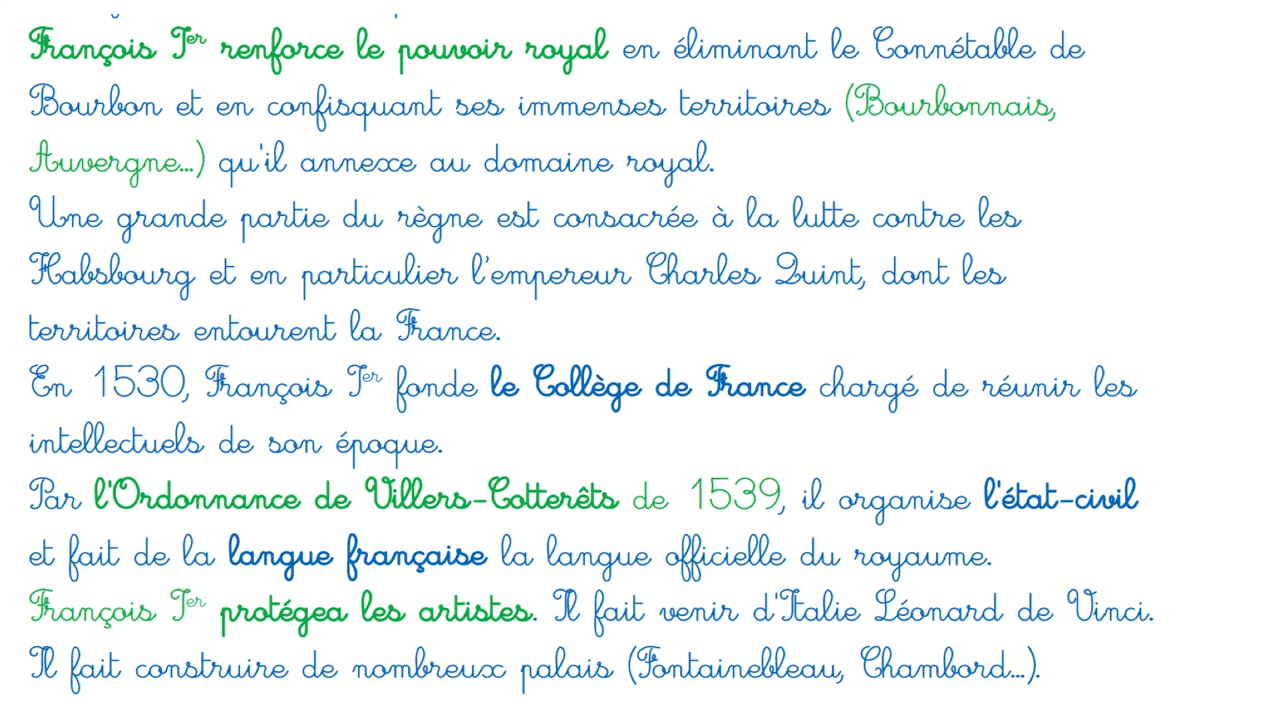 François Ier renforce le pouvoir royal en éliminant le Connétable de
Bourbon et en confisquant ses immenses territoires (Bourbonnais,
Auvergne...) qu'il annexe au domaine royal.
Une grande partie du règne est consacrée à la lutte contre les
Habsbourg et en particulier l'empereur Charles Quint, dont les
territoires entourent la France.
En 1530, François Ier fonde le Collège de France chargé de réunir les
intellectuels de son époque.
Par l'Ordonnance de Villers-Cotterêts de 1539, il organise l'état-civil
et fait de la langue française la langue officielle du royaume.
François Ier protégea les artistes. Il fait venir d'Italie Léonard de Vinci.
Il fait construire de nombreux palais (Fontainebleau, Chambord...).